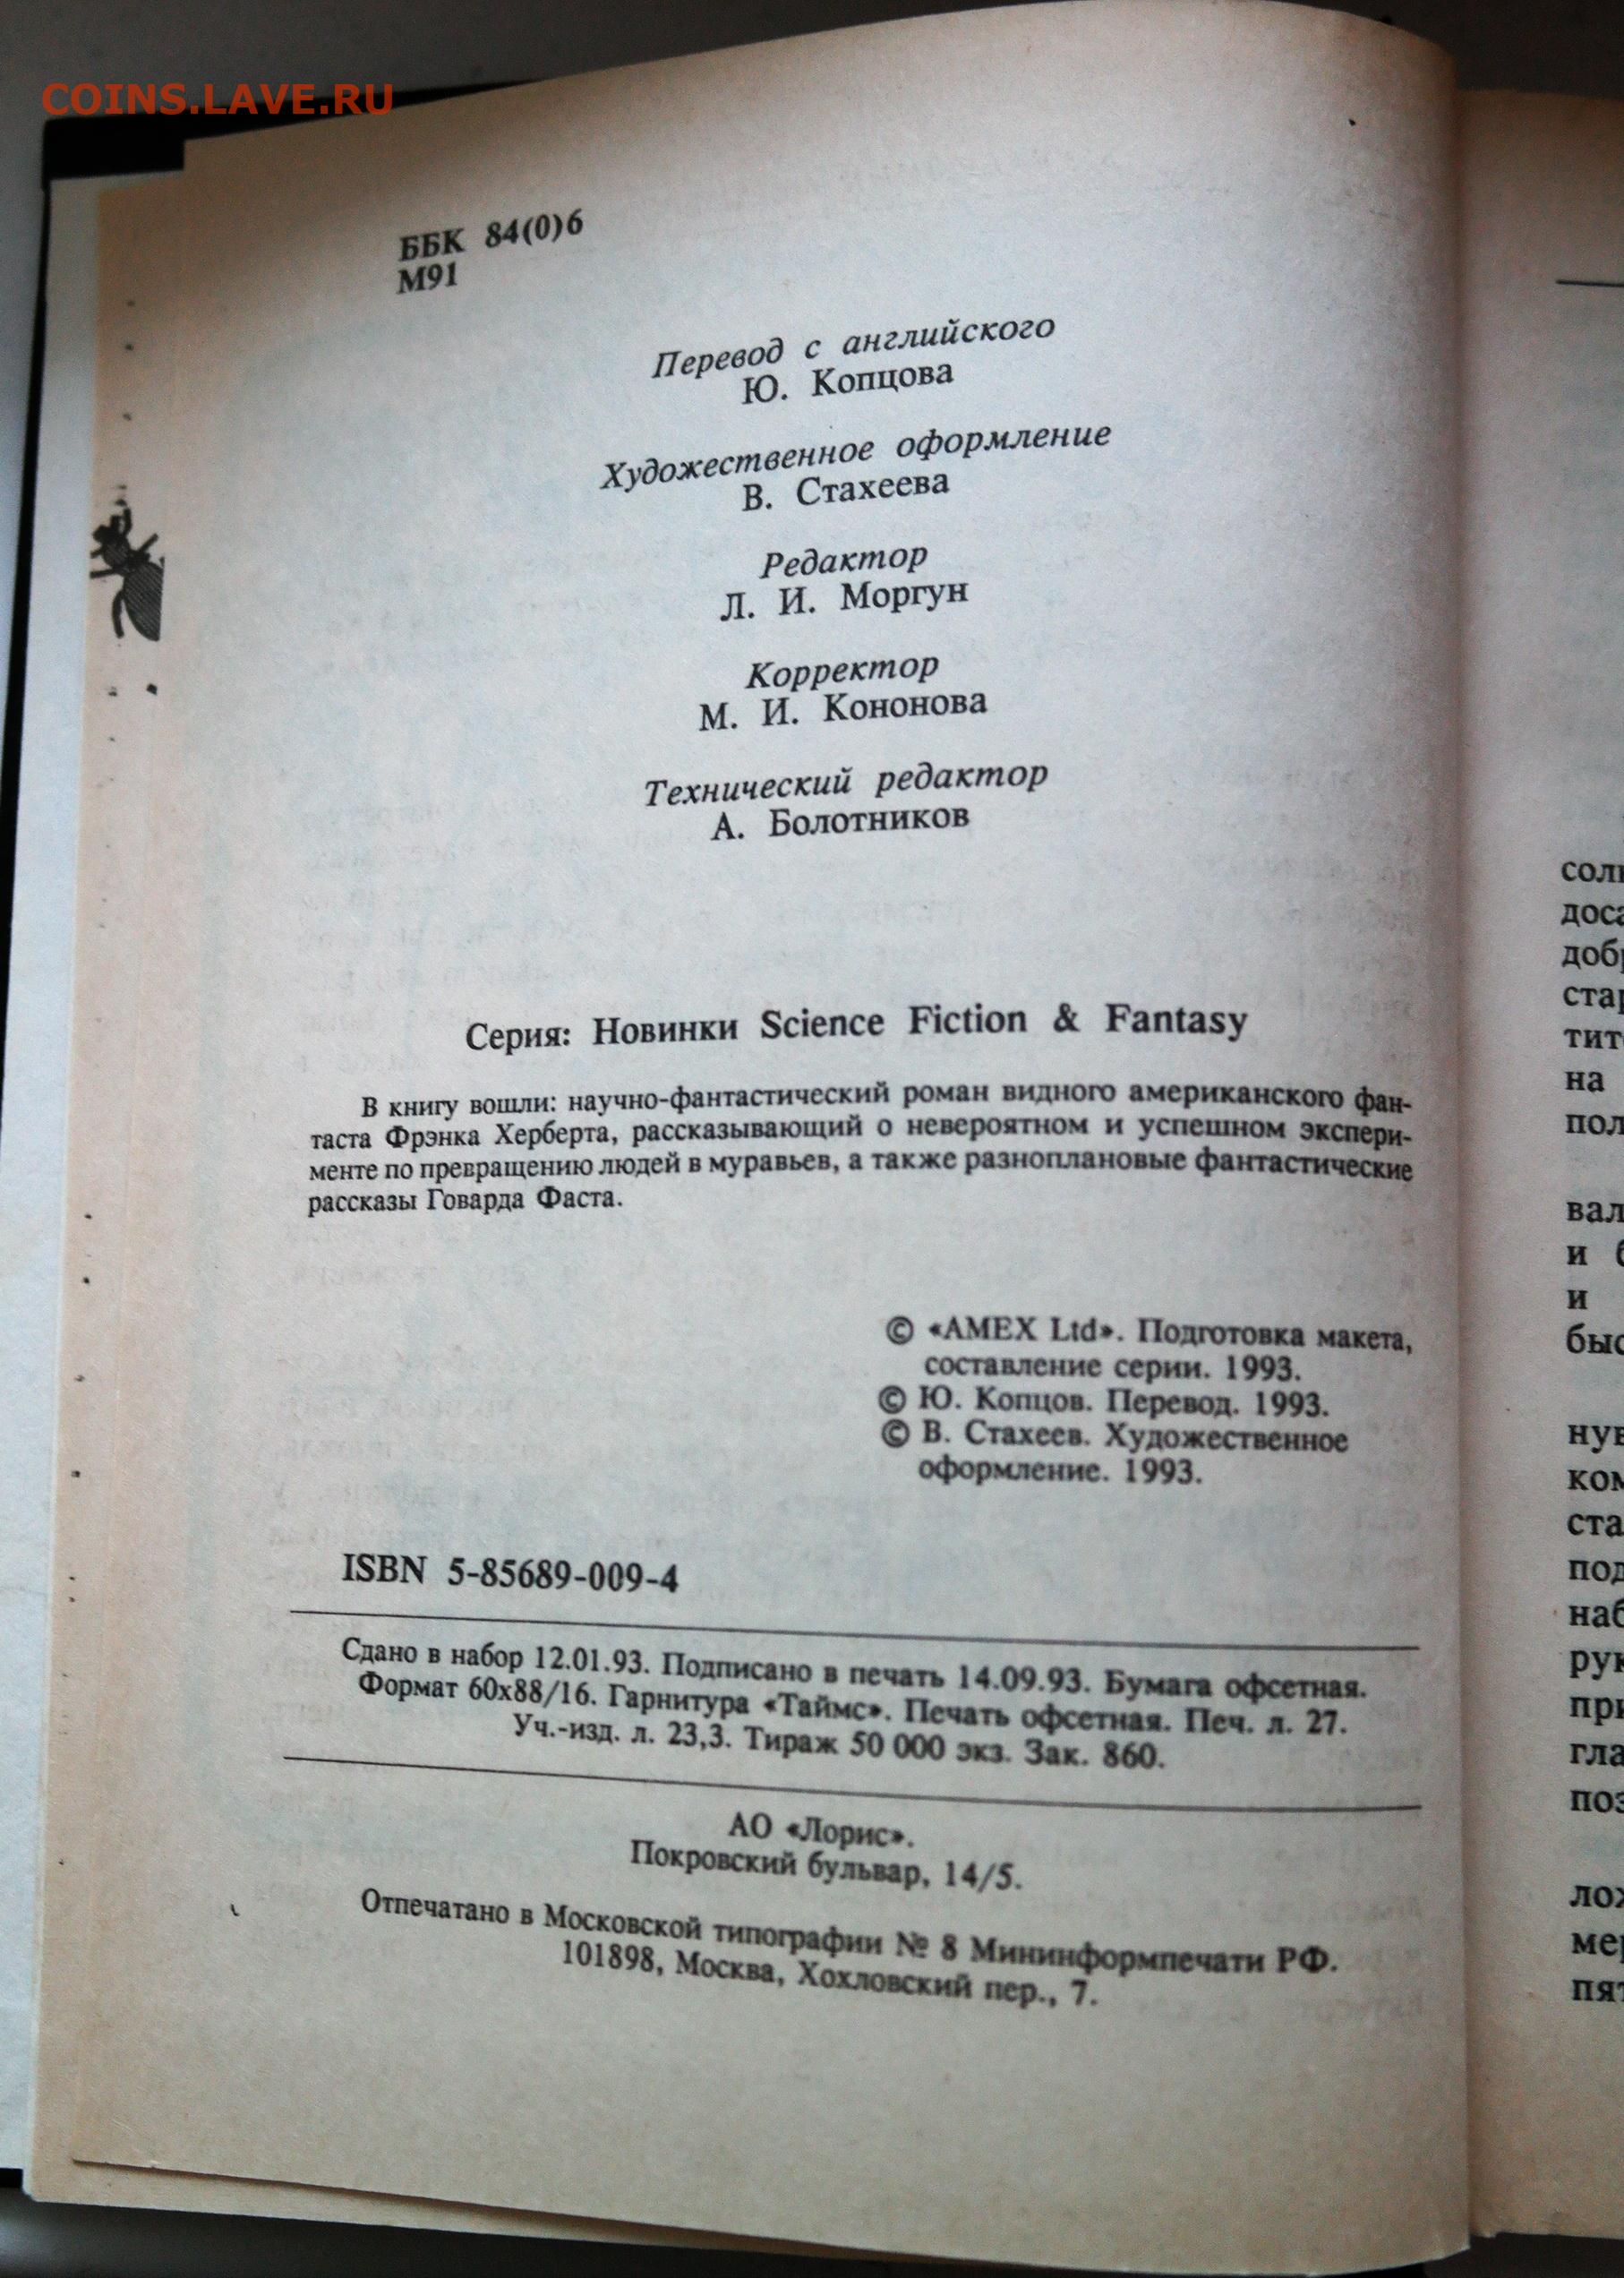 COINS.LAVE.RU
ББК 84(0)6
М91
Перевод с английского
Ю. Копцова
Художественное оформление
В. Стахеева
Редактор
Л. И. Моргун
Корректор
М. И. Кононова
Технический редактор
А. Болотников
Серия: Новинки Science Fiction & Fantasy
В книгу вошли: научно-фантастический роман видного американского фан-
таста Фрэнка Херберта, рассказывающий о невероятном и успешном экспери-
менте по превращению людей в муравьев, а также разноплановые фантастические
рассказы Говарда Фаста.
© «AMEX Ltd». Подготовка макета,
составление серии. 1993.
© Ю. Копцов. Перевод. 1993.
© В. Стахеев. Художественное
оформление. 1993.
ISBN 5-85689-009-4
Сдано в набор 12.01.93. Подписано в печать 14.09.93. Бумага офсетная.
Формат 60х88/16. Гарнитура «Таймс». Печать офсетная. Печ. л. 27.
Уч.-изд. л. 23,3. Тираж 50 000 экз. Зак. 860.
АО «Лорис».
Покровский бульвар, 14/5.
Отпечатано в Московской типографии № 8 Мининформпечати РФ.
101898, Москва, Хохловский пер., 7.
на
и
и